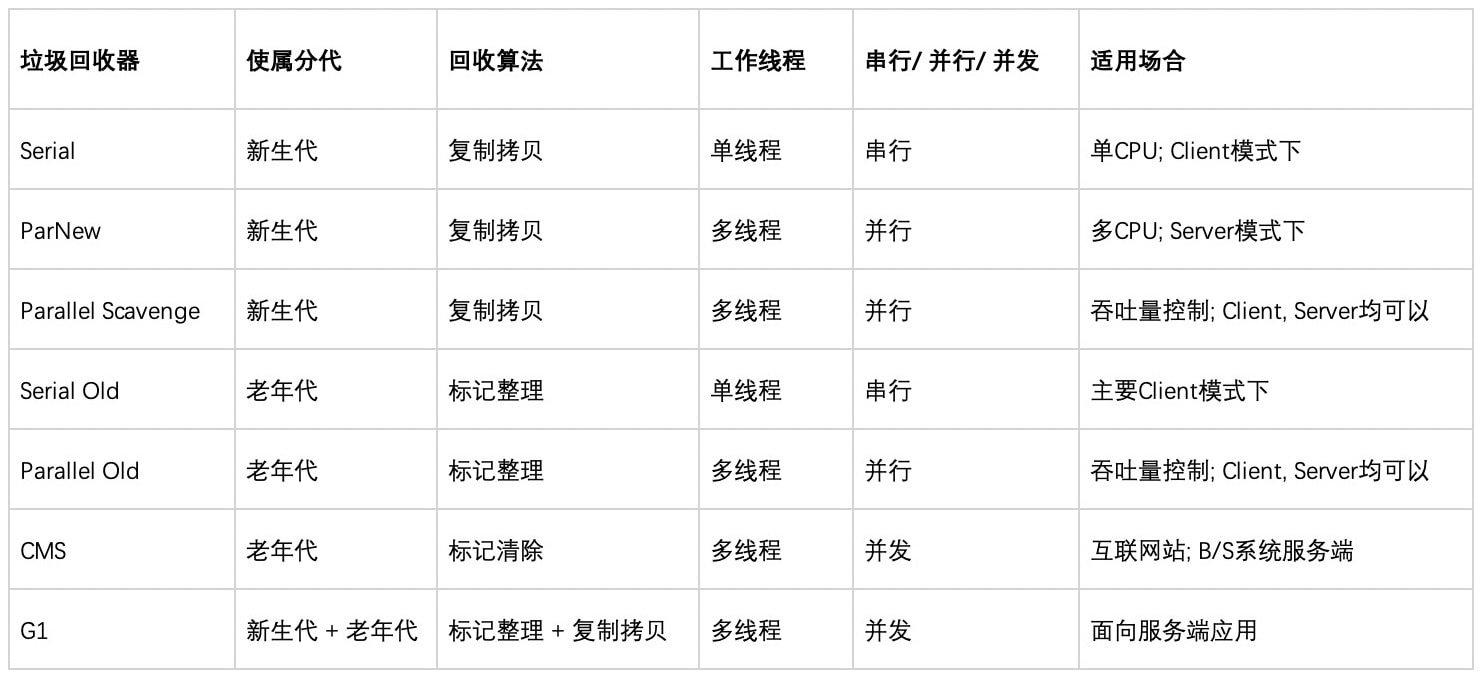 垃圾回收器 使属分代 回收算法 工作线程 串行/ 并行/ 并发 适用场合
Serial 新生代 复制拷贝 单线程 串行 单CPU; Client模式下
ParNew 新生代 复制拷贝 多线程 并行 多CPU; Server模式下
Parallel Scavenge 新生代 复制拷贝 多线程 并行 吞吐量控制; Client, Server均可以
Serial Old 老年代 标记整理 单线程 串行 主要Client模式下
Parallel Old 老年代 标记整理 多线程 并行 吞吐量控制; Client, Server均可以
CMS 老年代 标记清除 多线程 并发 互联网站; B/S系统服务端
G1 新生代 + 老年代 标记整理 + 复制拷贝 多线程 并发 面向服务端应用